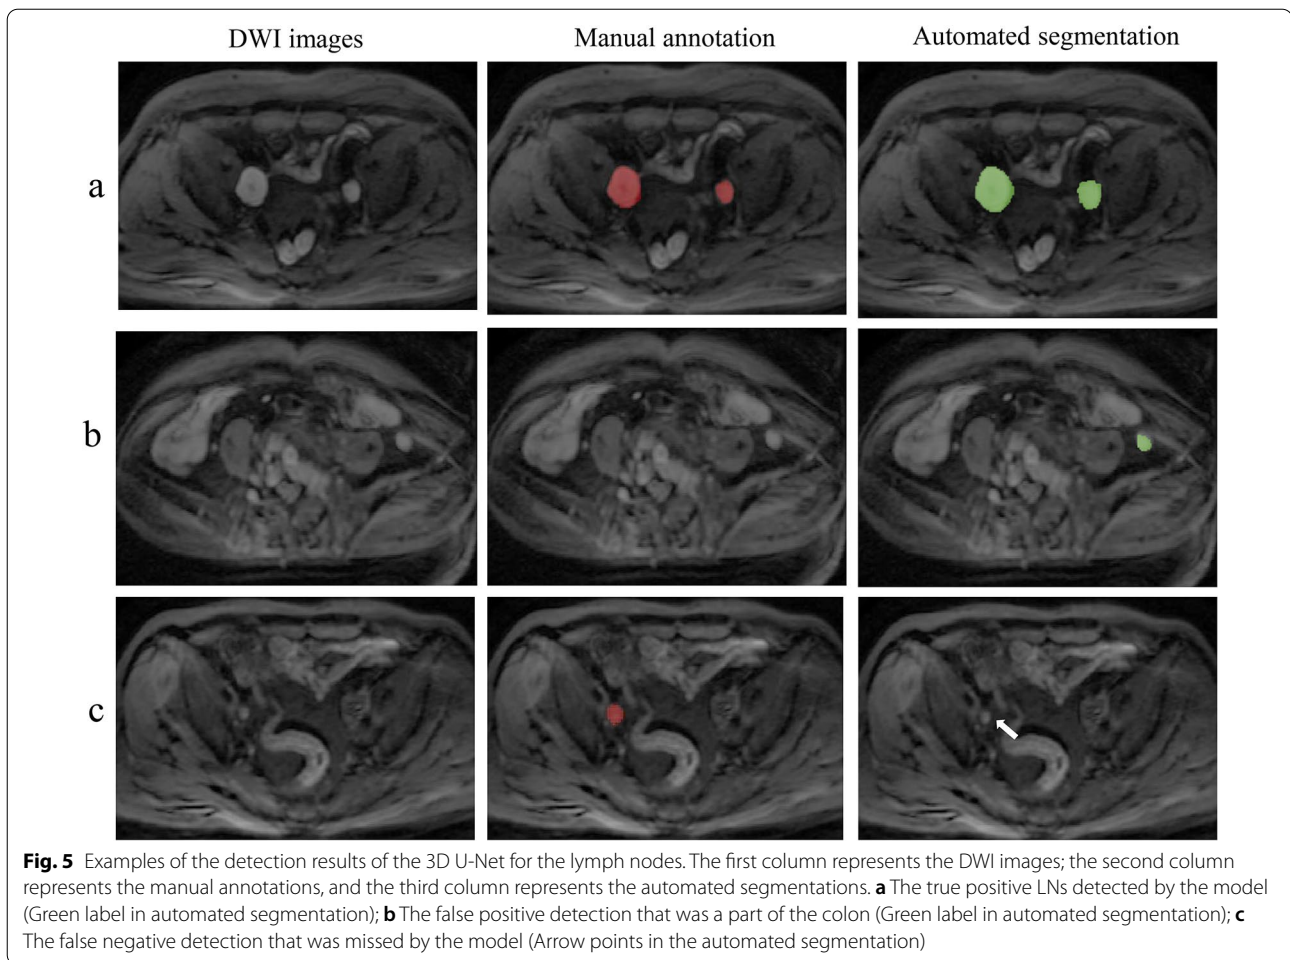 DWI images
Manual annotation
Automated segmentation
a
b
c
Fig. 5 Examples of the detection results of the 3D U-Net for the lymph nodes. The first column represents the DWI images; the second column
represents the manual annotations, and the third column represents the automated segmentations. a The true positive LNs detected by the model
(Green label in automated segmentation); b The false positive detection that was a part of the colon (Green label in automated segmentation); c
The false negative detection that was missed by the model (Arrow points in the automated segmentation)